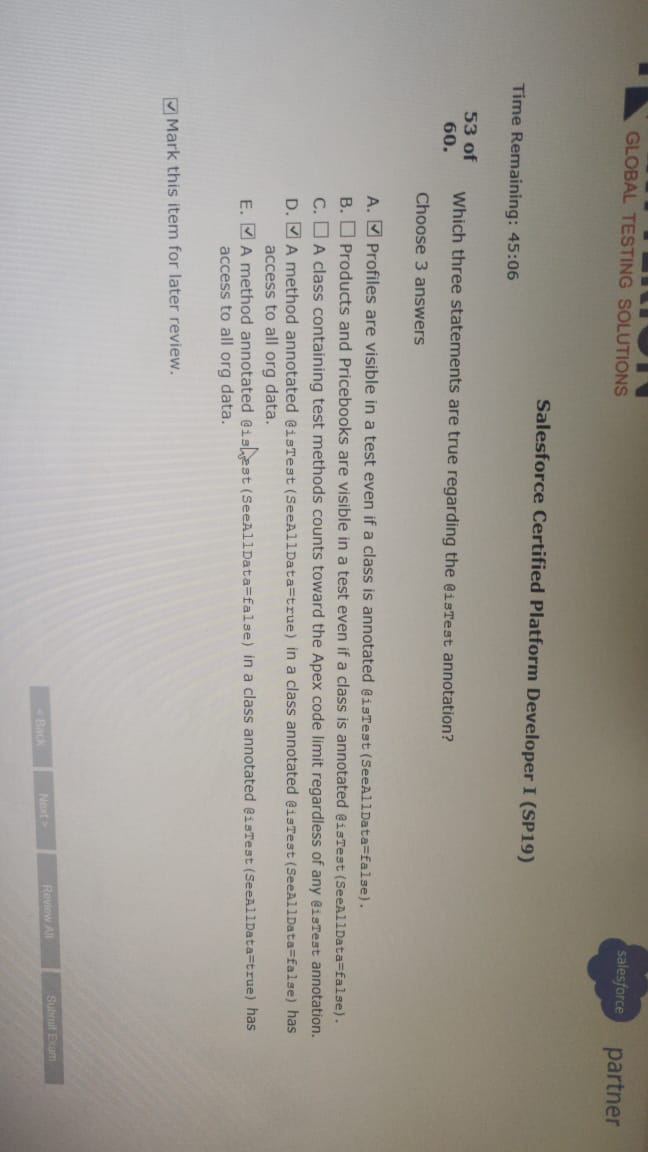 GLOBAL TESTING SOLUTIONS
salesforce
partner
Salesforce Certified Platform Developer I (SP19)
Time Remaining: 45:06
53 of
60.
Which three statements are true regarding the @isTest annotation?
Choose 3 answers
A. Profiles are visible in a test even if a class is annotated @isTest(SeeAllData=false).
B. Products and Pricebooks are visible in a test even if a class is annotated @isTest(SeeAllData=false).
C. A class containing test methods counts toward the Apex code limit regardless of any @isTest annotation.
D. A method annotated @isTest(SeeAllData=true) in a class annotated @isTest(SeeAllData=false) has
access to all org data.
E. A method annotated @isTest(SeeAllData=false) in a class annotated @isTest(SeeAllData=true) has
access to all org data.
Mark this item for later review.
< Back
Next >
Review All
Submit Exam